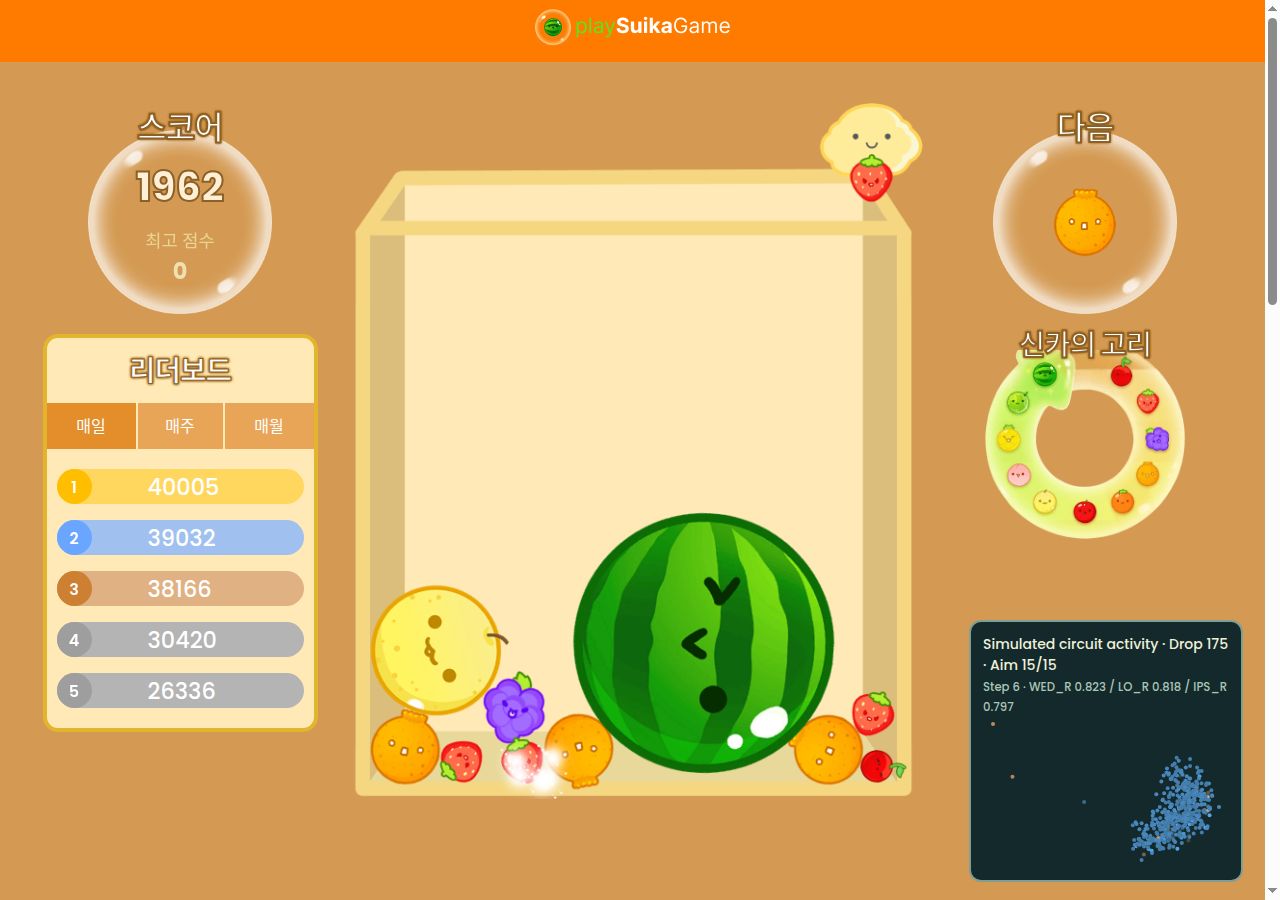 playSuikaGame
스코어
1962
최고 점수
0
다음
리더보드
매일 매주 매월
1 40005
2 39032
3 38166
4 30420
5 26336
신카의 고리
Simulated circuit activity · Drop 175
· Aim 15/15
Step 6 · WED_R 0.823 / LO_R 0.818 / IPS_R
0.797